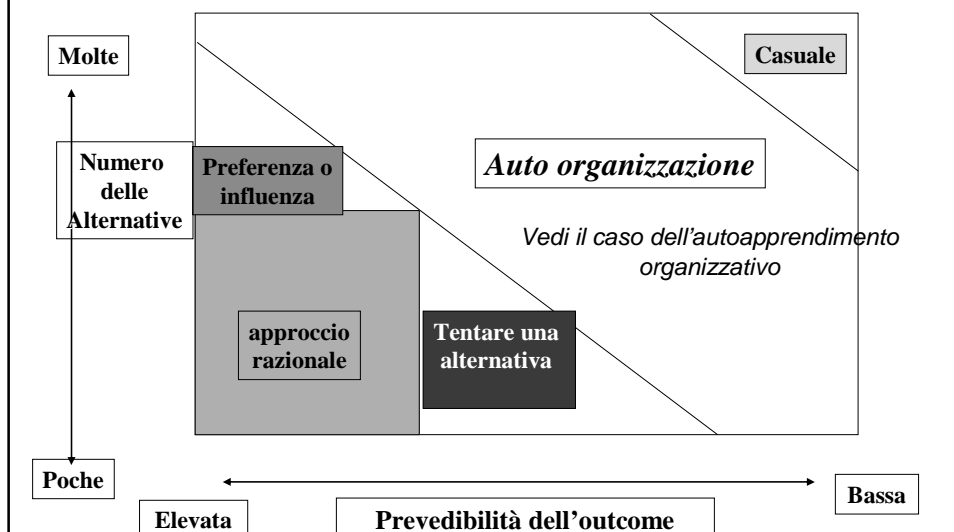 Molte
Casuale
Numero
delle
Alternative
Preferenza o
influenza
Auto organizzazione
Vedi il caso dell'autoapprendimento
organizzativo
approccio
razionale
Tentare una
alternativa
Poche
Bassa
Elevata
Prevedibilità dell'outcome